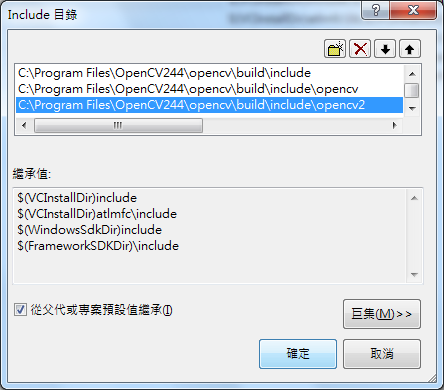 Include 目錄
C:\Program Files\OpenCV244\opencv\build\include
C:\Program Files\OpenCV244\opencv\build\include\opencv
C:\Program Files\OpenCV244\opencv\build\include\opencv2
繼承值:
$(VCInstallDir)include
$(VCInstallDir)atlmfc\include
$(WindowsSdkDir)include
$(FrameworkSDKDir)\include
從父代或專案預設值繼承(I)
巨集(M)>>
確定
取消